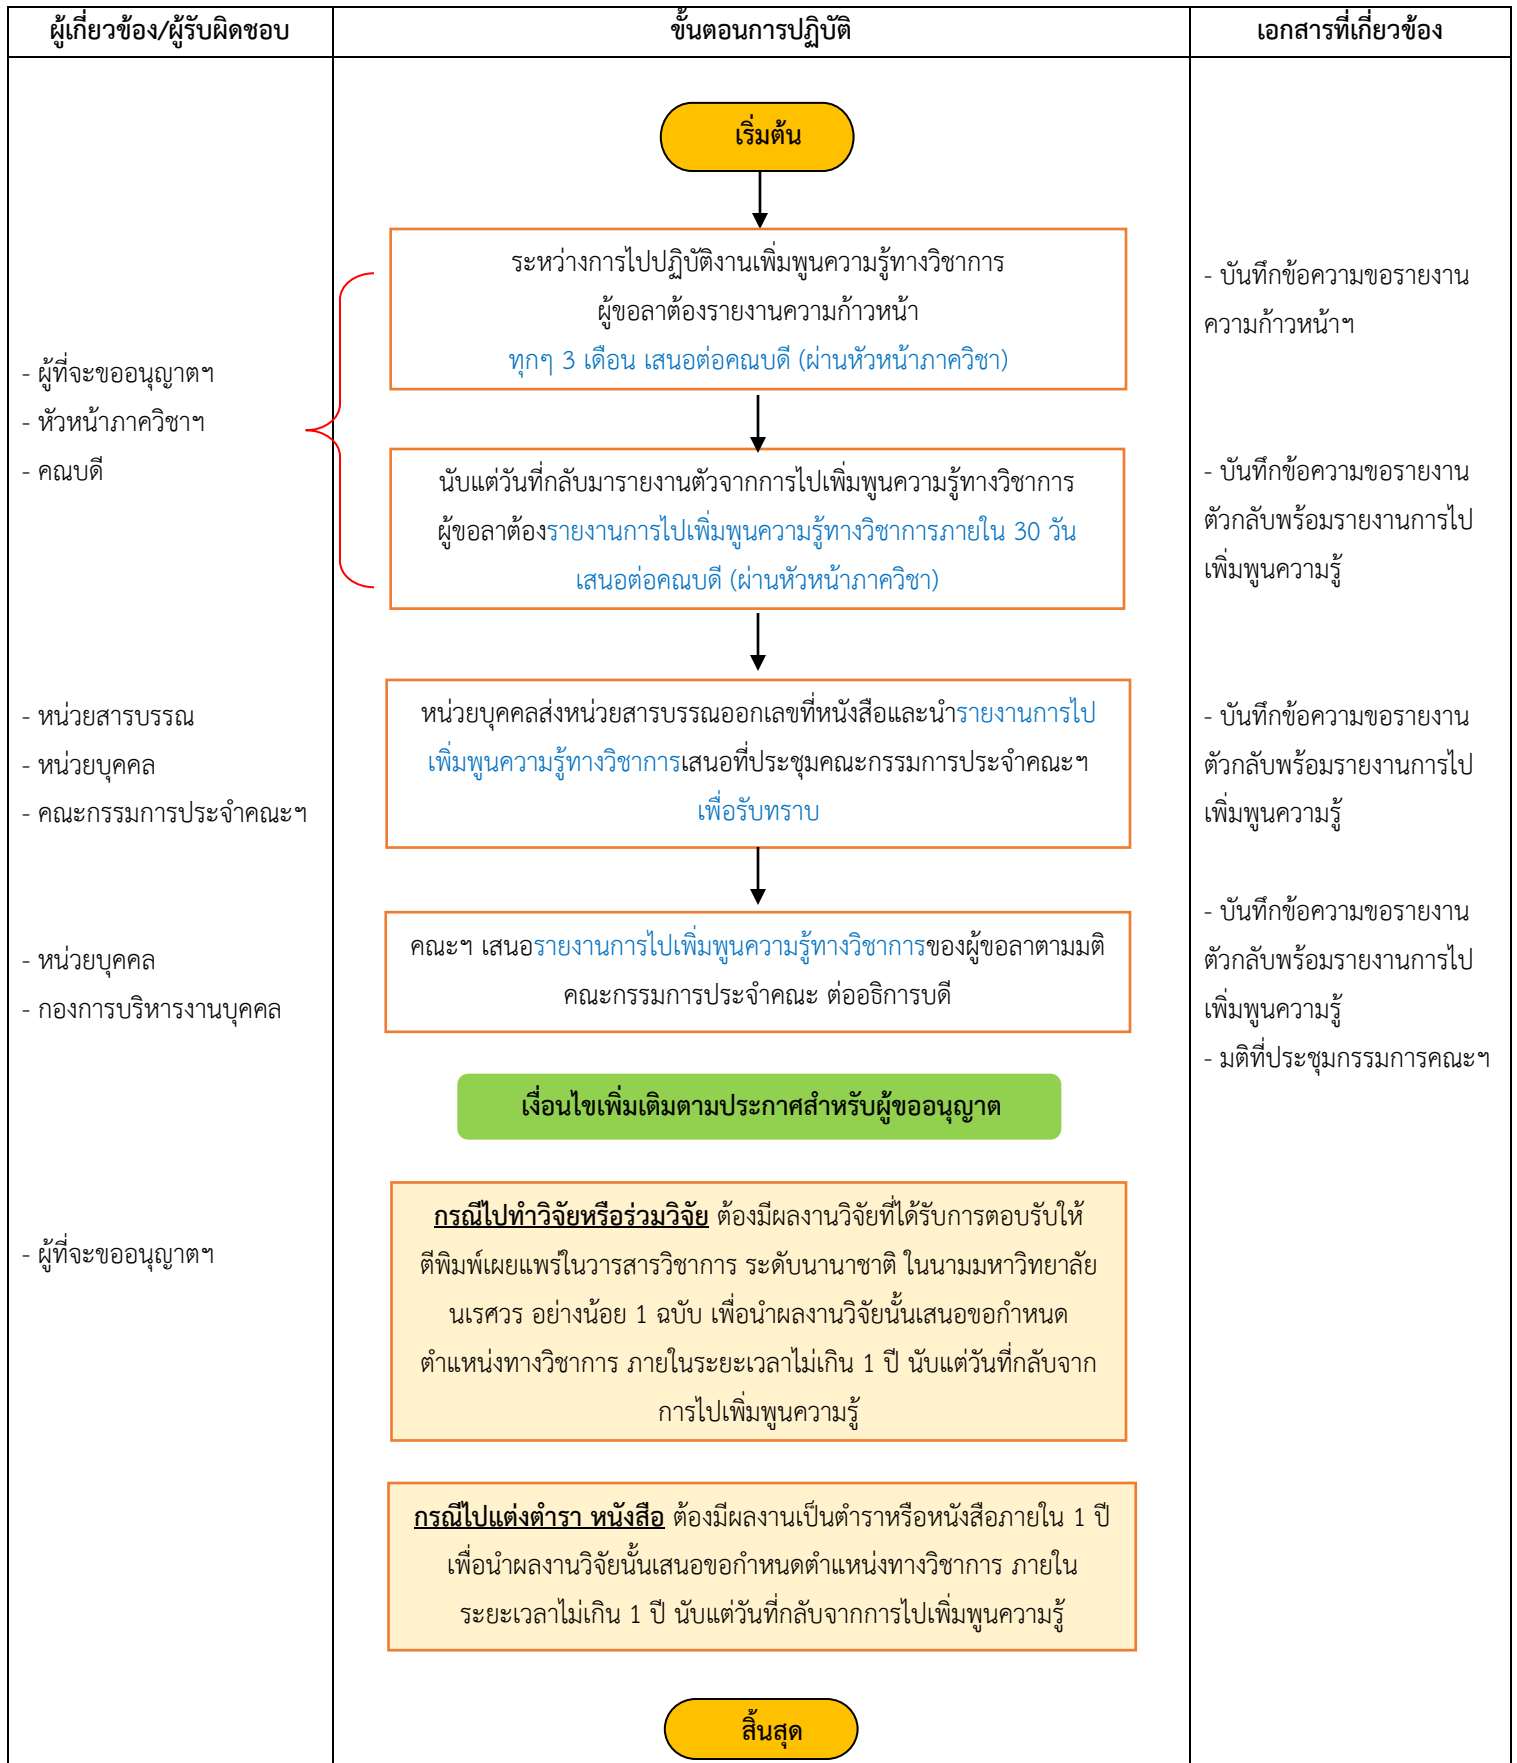 ผู้เกี่ยวข้อง/ผู้รับผิดชอบ
ขั้นตอนการปฏิบัติ
เอกสารที่เกี่ยวข้อง
เริ่มต้น
- ผู้ที่จะขออนุญาตฯ
- หัวหน้าภาควิชาฯ
- คณบดี
ระหว่างการไปปฏิบัติงานเพิ่มพูนความรู้ทางวิชาการ
ผู้ขอลาต้องรายงานความก้าวหน้า
ทุกๆ 3 เดือน เสนอต่อคณบดี (ผ่านหัวหน้าภาควิชา)
- บันทึกข้อความขอรายงาน
ความก้าวหน้าฯ
นับแต่วันที่กลับมารายงานตัวจากการไปเพิ่มพูนความรู้ทางวิชาการ
ผู้ขอลาต้องรายงานการไปเพิ่มพูนความรู้ทางวิชาการภายใน 30 วัน
เสนอต่อคณบดี (ผ่านหัวหน้าภาควิชา)
- บันทึกข้อความขอรายงาน
ตัวกลับพร้อมรายงานการไป
เพิ่มพูนความรู้
- หน่วยสารบรรณ
- หน่วยบุคคล
- คณะกรรมการประจำคณะฯ
หน่วยบุคคลส่งหน่วยสารบรรณออกเลขที่หนังสือและนำรายงานการไป
เพิ่มพูนความรู้ทางวิชาการเสนอที่ประชุมคณะกรรมการประจำคณะฯ
เพื่อรับทราบ
- บันทึกข้อความขอรายงาน
ตัวกลับพร้อมรายงานการไป
เพิ่มพูนความรู้
- หน่วยบุคคล
- กองการบริหารงานบุคคล
คณะฯ เสนอรายงานการไปเพิ่มพูนความรู้ทางวิชาการของผู้ขอลาตามมติ
คณะกรรมการประจำคณะ ต่ออธิการบดี
- บันทึกข้อความขอรายงาน
ตัวกลับพร้อมรายงานการไป
เพิ่มพูนความรู้
- มติที่ประชุมกรรมการคณะฯ
เงื่อนไขเพิ่มเติมตามประกาศสำหรับผู้ขออนุญาต
- ผู้ที่จะขออนุญาตฯ
กรณีไปทำวิจัยหรือร่วมวิจัย ต้องมีผลงานวิจัยที่ได้รับการตอบรับให้
ตีพิมพ์เผยแพร่ในวารสารวิชาการ ระดับนานาชาติ ในนามมหาวิทยาลัย
นเรศวร อย่างน้อย 1 ฉบับ เพื่อนำผลงานวิจัยนั้นเสนอขอกำหนด
ตำแหน่งทางวิชาการ ภายในระยะเวลาไม่เกิน 1 ปี นับแต่วันที่กลับจาก
การไปเพิ่มพูนความรู้
กรณีไปแต่งตำรา หนังสือ ต้องมีผลงานเป็นตำราหรือหนังสือภายใน 1 ปี
เพื่อนำผลงานวิจัยนั้นเสนอขอกำหนดตำแหน่งทางวิชาการ ภายใน
ระยะเวลาไม่เกิน 1 ปี นับแต่วันที่กลับจากการไปเพิ่มพูนความรู้
สิ้นสุด